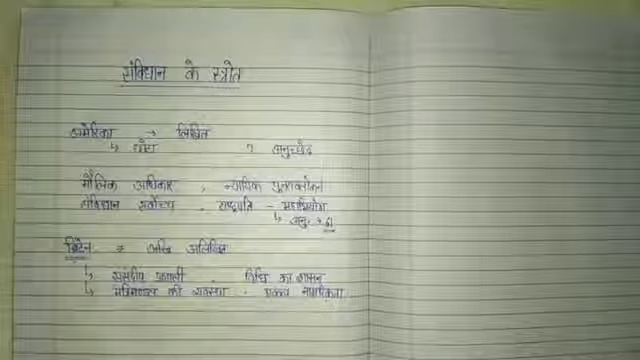 संविधान के स्त्रोत
अमेरिका → लिखित
↳ अनुच्छेद
मौलिक अधिकार , न्यायिक पुनरावलोकन
संविधान सर्वोच्च , राष्ट्रपति - महाभियोग
↳ अनु. → 61
ब्रिटेन → अलिखित
↳ संसदीय प्रणाली . विधि का शासन
↳ मंत्रिमण्डल की व्यवस्था . एकल नागरिकता